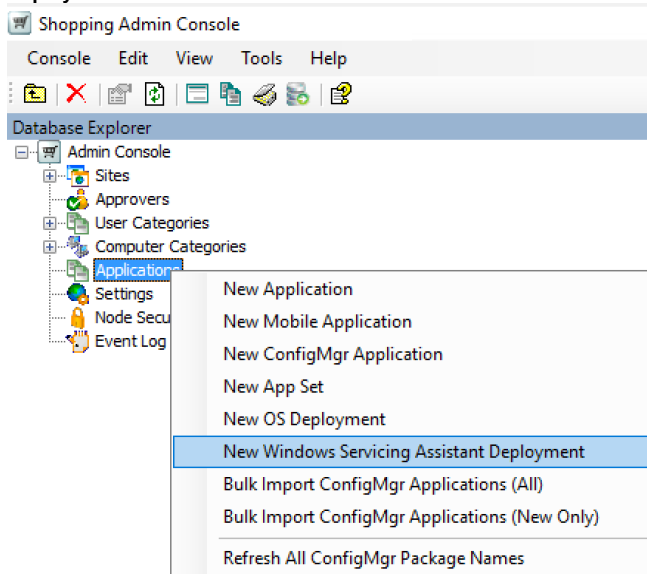 Shopping Admin Console
Console Edit View Tools Help
Database Explorer
Admin Console
Sites
Approvers
User Categories
Computer Categories
Applications
Settings
Node Secu
Event Log
New Application
New Mobile Application
New ConfigMgr Application
New App Set
New OS Deployment
New Windows Servicing Assistant Deployment
Bulk Import ConfigMgr Applications (All)
Bulk Import ConfigMgr Applications (New Only)
Refresh All ConfigMgr Package Names